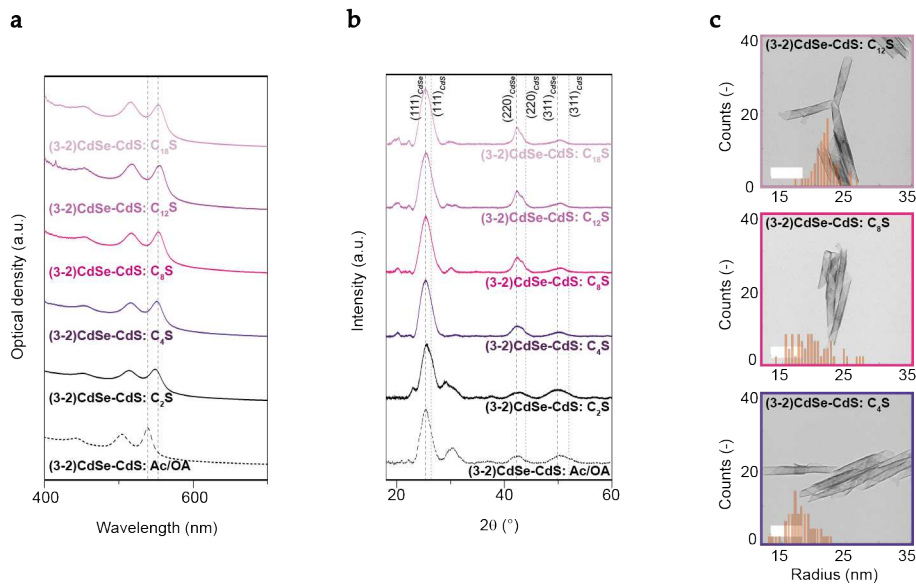 a
(3-2)CdSe-CdS: C18S
(3-2)CdSe-CdS: C12S
(3-2)CdSe-CdS: C8S
(3-2)CdSe-CdS: C4S
(3-2)CdSe-CdS: C2S
(3-2)CdSe-CdS: Ac/OA
Optical density (a.u.)
400
600
Wavelength (nm)
b
(111)CdSe
(111)CdS
(220)CdSe
(220)CdS
(311)CdSe
(311)CdS
(3-2)CdSe-CdS: C18S
(3-2)CdSe-CdS: C12S
(3-2)CdSe-CdS: C8S
(3-2)CdSe-CdS: C4S
(3-2)CdSe-CdS: C2S
(3-2)CdSe-CdS: Ac/OA
Intensity (a.u.)
20
40
60
2θ (°)
c
(3-2)CdSe-CdS: C12S
Counts (-)
40
20
0
15
25
35
(3-2)CdSe-CdS: C8S
Counts (-)
40
20
0
15
25
35
(3-2)CdSe-CdS: C4S
Counts (-)
40
20
0
15
25
35
Radius (nm)